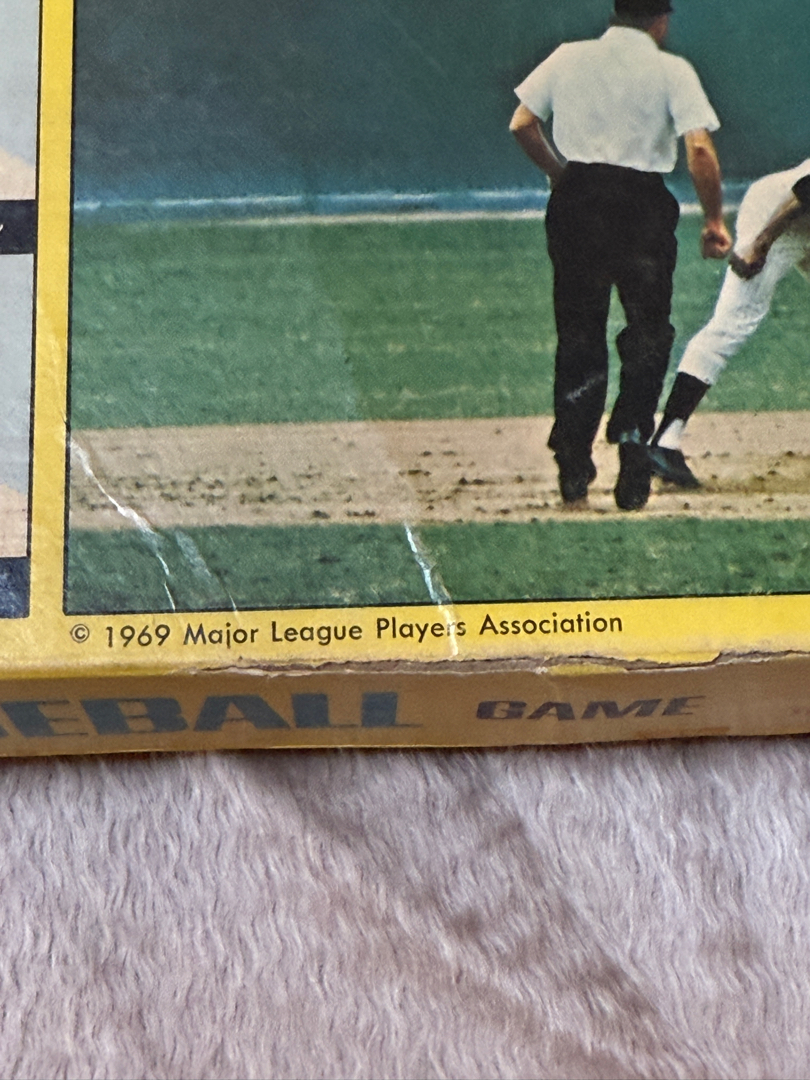 © 1969 Major League Players Association
EBALL GAME